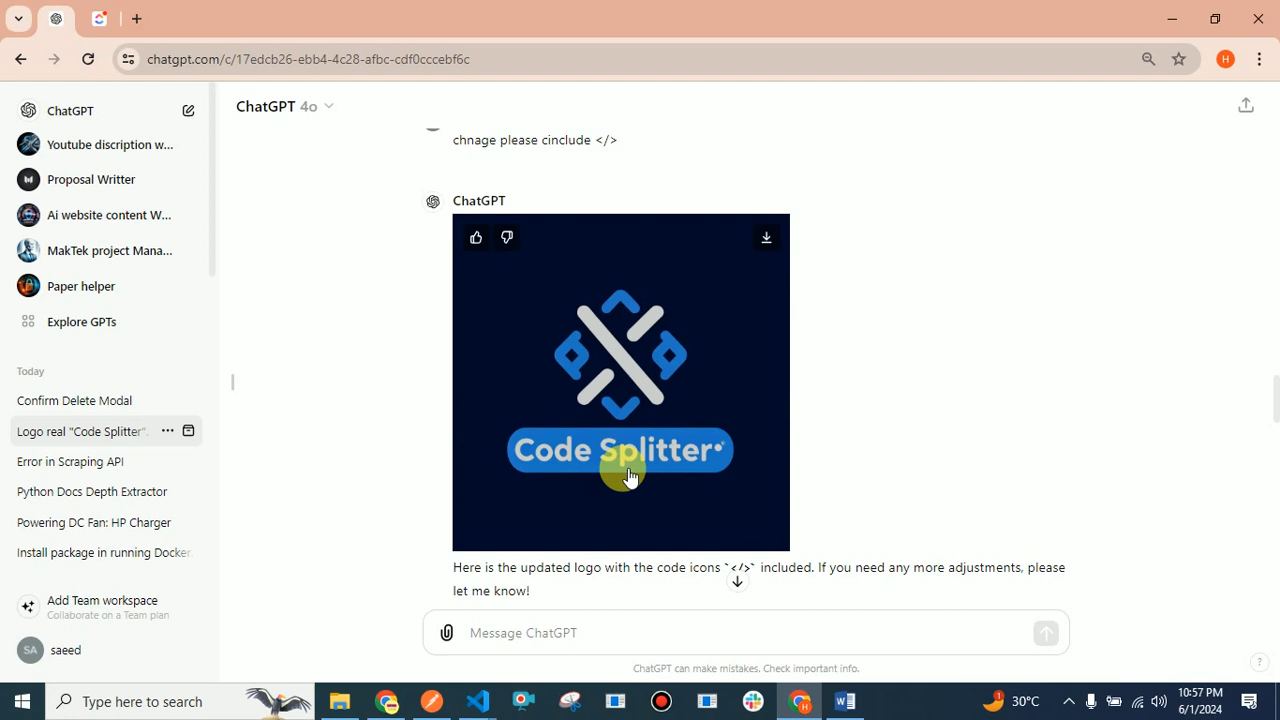 chatgpt.com/c/17edcb26-ebb4-4c28-afbc-cdf0cccebf6c
H
ChatGPT
Youtube discription w...
Proposal Writter
Ai website content W...
MakTek project Mana...
Paper helper
Explore GPTs
Today
Confirm Delete Modal
Logo real "Code Splitter".
Error in Scraping API
Python Docs Depth Extractor
Powering DC Fan: HP Charger
Install package in running Docker
Add Team workspace
Collaborate on a Team plan
SA saeed
ChatGPT 4o
chnage please cinclude </>
ChatGPT
Code Splitter
Here is the updated logo with the code icons `</>` included. If you need any more adjustments, please
let me know!
Message ChatGPT
ChatGPT can make mistakes. Check important info.
?
Type here to search
30°C
10:57 PM
6/1/2024